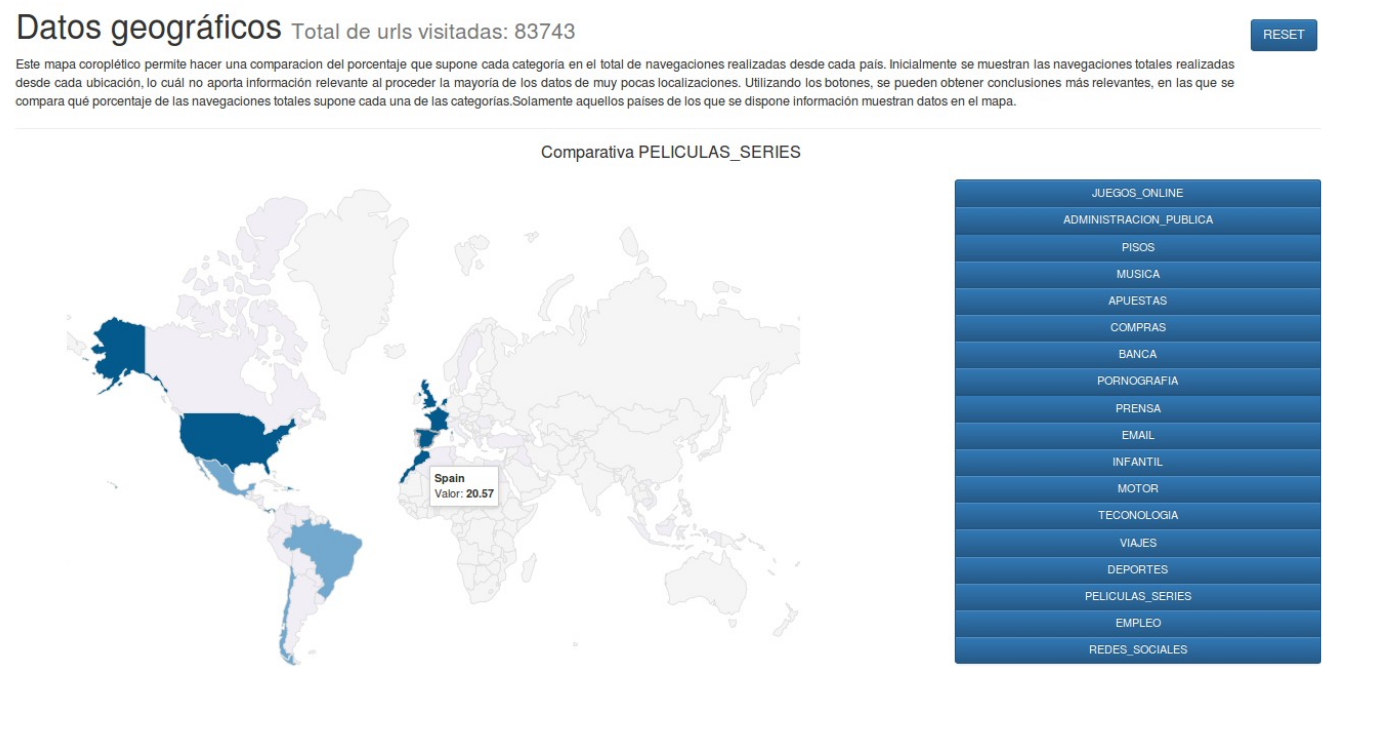 Datos geográficos Total de urls visitadas: 83743
RESET
Este mapa coroplético permite hacer una comparacion del porcentaje que supone cada categoría en el total de navegaciones realizadas desde cada país. Inicialmente se muestran las navegaciones totales realizadas
desde cada ubicación, lo cuál no aporta información relevante al proceder la mayoría de los datos de muy pocas localizaciones. Utilizando los botones, se pueden obtener conclusiones más relevantes, en las que se
compara qué porcentaje de las navegaciones totales supone cada una de las categorías.Solamente aquellos países de los que se dispone información muestran datos en el mapa.
Comparativa PELICULAS_SERIES
Spain
Valor: 20.57
JUEGOS_ONLINE
ADMINISTRACION_PUBLICA
PISOS
MUSICA
APUESTAS
COMPRAS
BANCA
PORNOGRAFIA
PRENSA
EMAIL
INFANTIL
MOTOR
TECONOLOGIA
VIAJES
DEPORTES
PELICULAS_SERIES
EMPLEO
REDES_SOCIALES